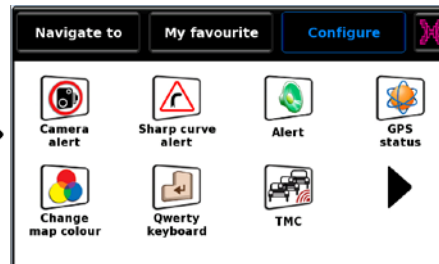 Navigate to
My favourite
Configure
Camera
alert
Sharp curve
alert
Alert
GPS
status
Change
map colour
Qwerty
keyboard
TMC